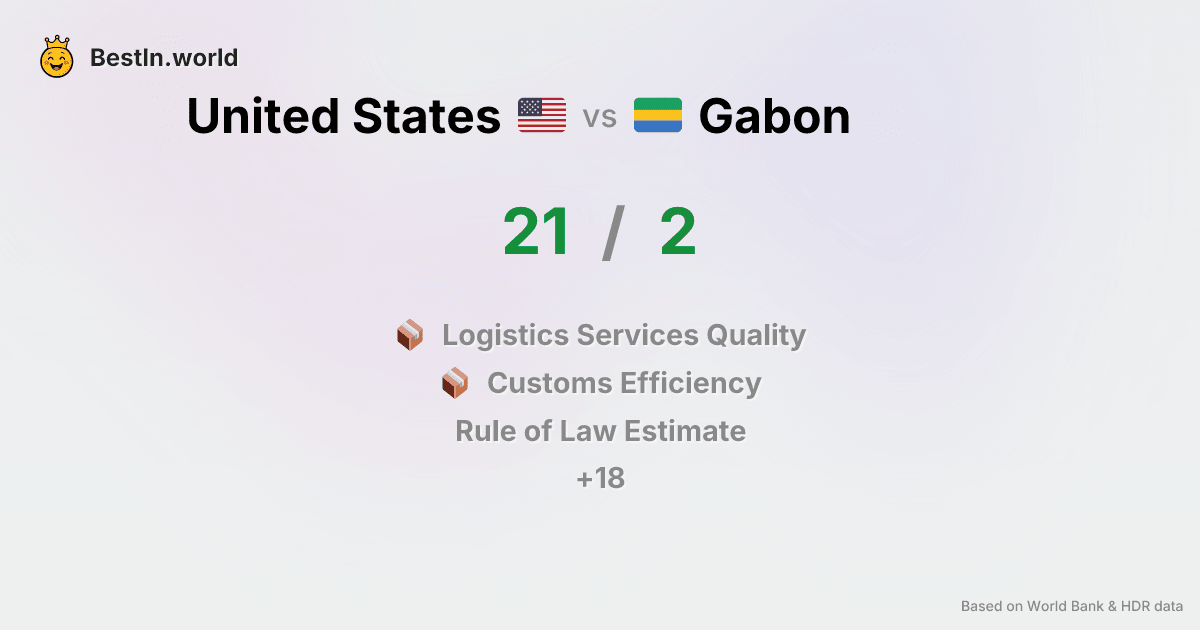 BestIn.world
United States vs Gabon
21 / 2
Logistics Services Quality
Customs Efficiency
Rule of Law Estimate
+18
Based on World Bank & HDR data